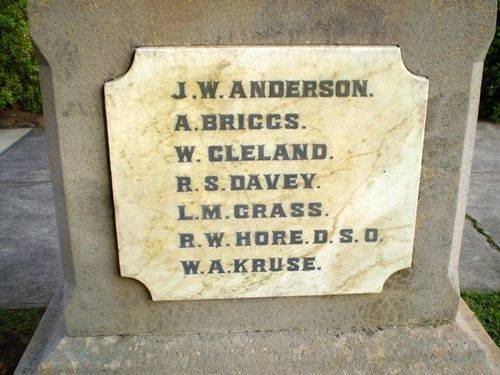 J.W. ANDERSON.
A. BRIGGS.
W. CLELAND.
R.S. DAVEY.
L.M. GRASS.
R.W. HORE. D.S.O.
W.A. KRUSE.